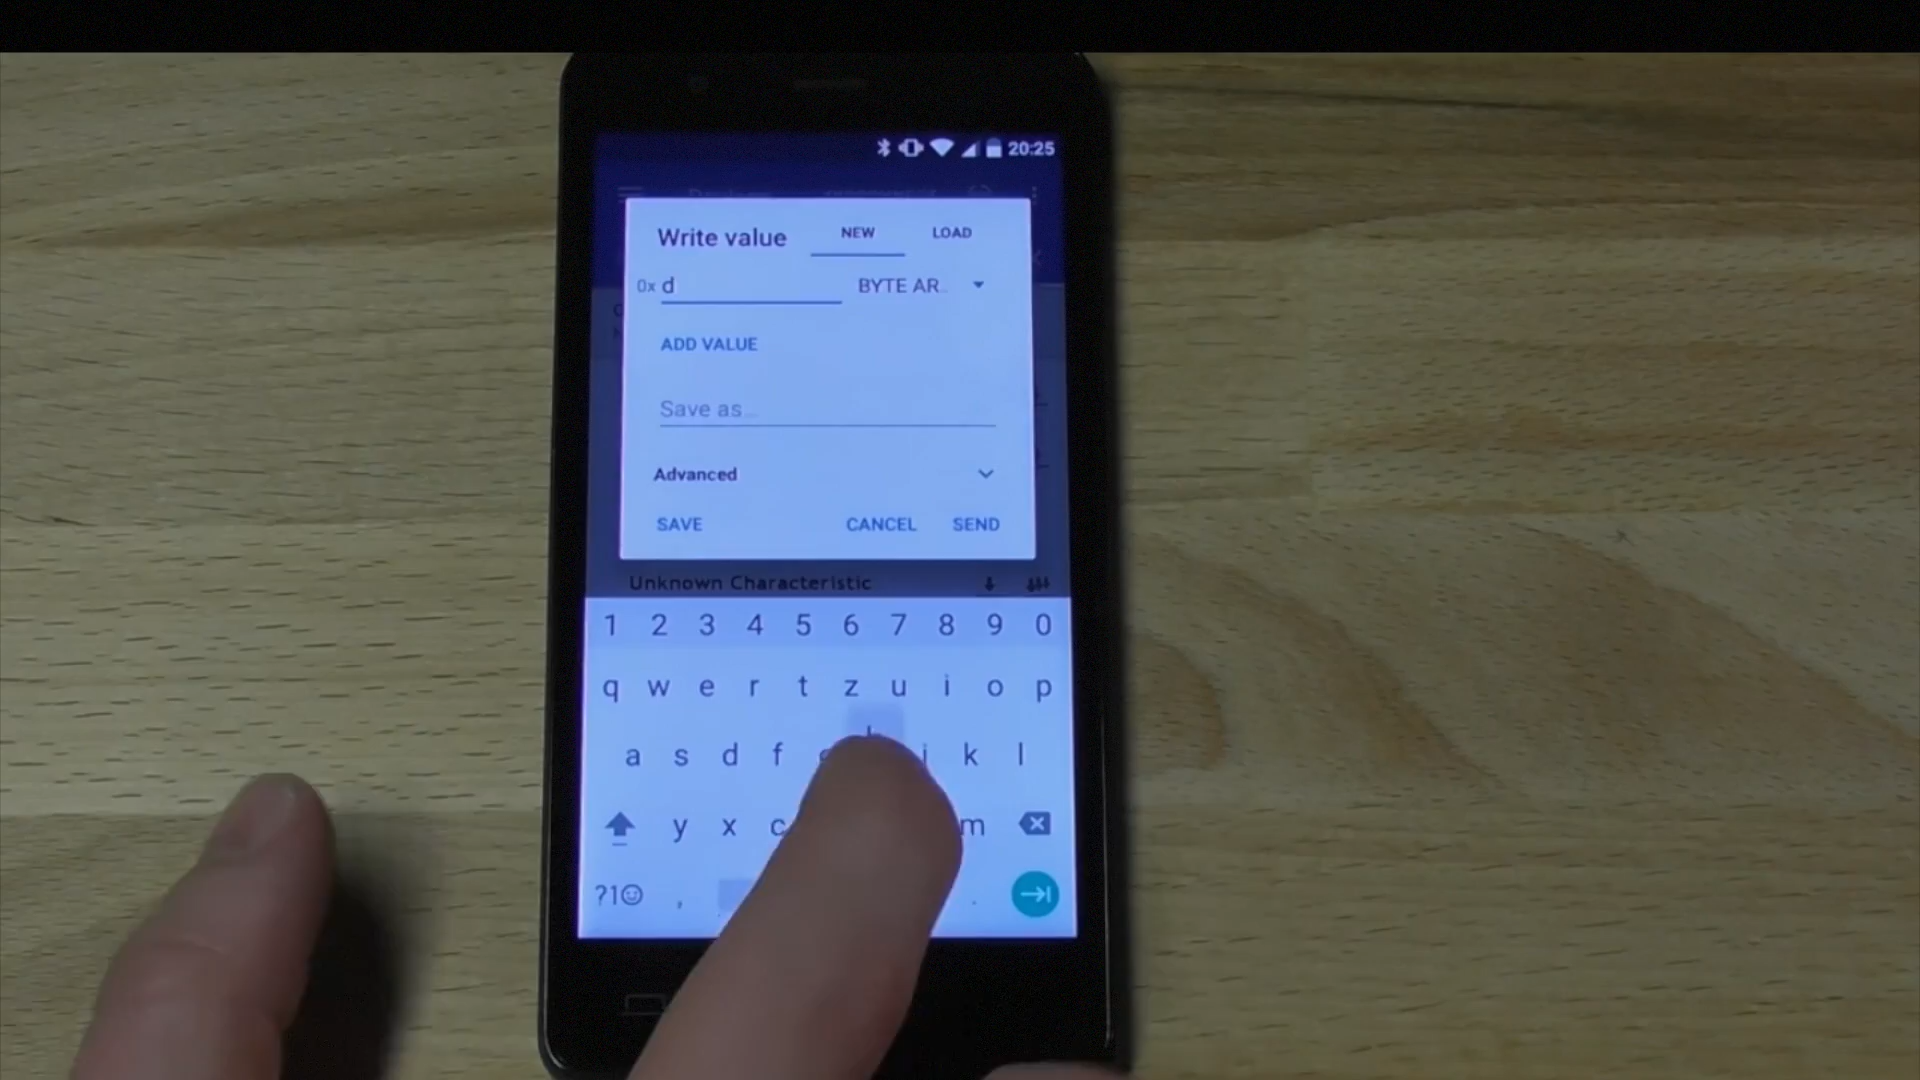 20:25
Write value NEW LOAD
0x d BYTE AR...
ADD VALUE
Save as...
Advanced
SAVE CANCEL SEND
Unknown Characteristic
1 2 3 4 5 6 7 8 9 0
q w e r t z u i o p
a s d f j k l
y x c m
?1☺ , .